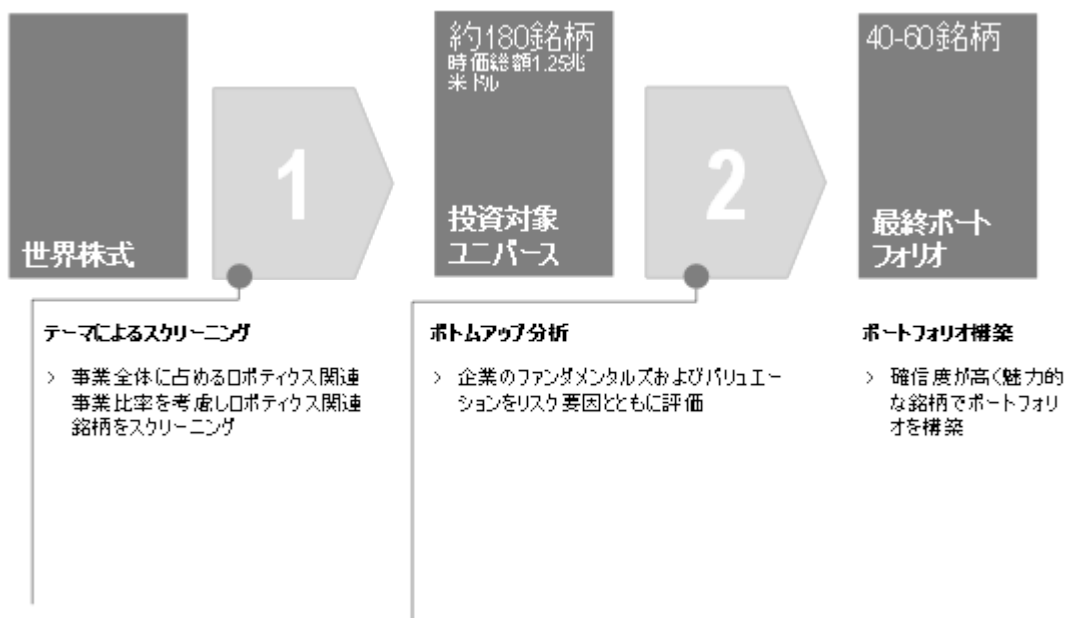 世界株式
1
約180銘柄
時価総額1.25兆
米ドル
投資対象
ユニバース
2
40-60銘柄
最終ポート
フォリオ
テーマによるスクリーニング
> 事業全体に占めるロボティクス関連
事業比率を考慮しロボティクス関連
銘柄をスクリーニング
ボトムアップ分析
> 企業のファンダメンタルズおよびバリュエー
ションをリスク要因とともに評価
ポートフォリオ構築
> 確信度が高く魅力的
な銘柄でポートフォリ
オを構築